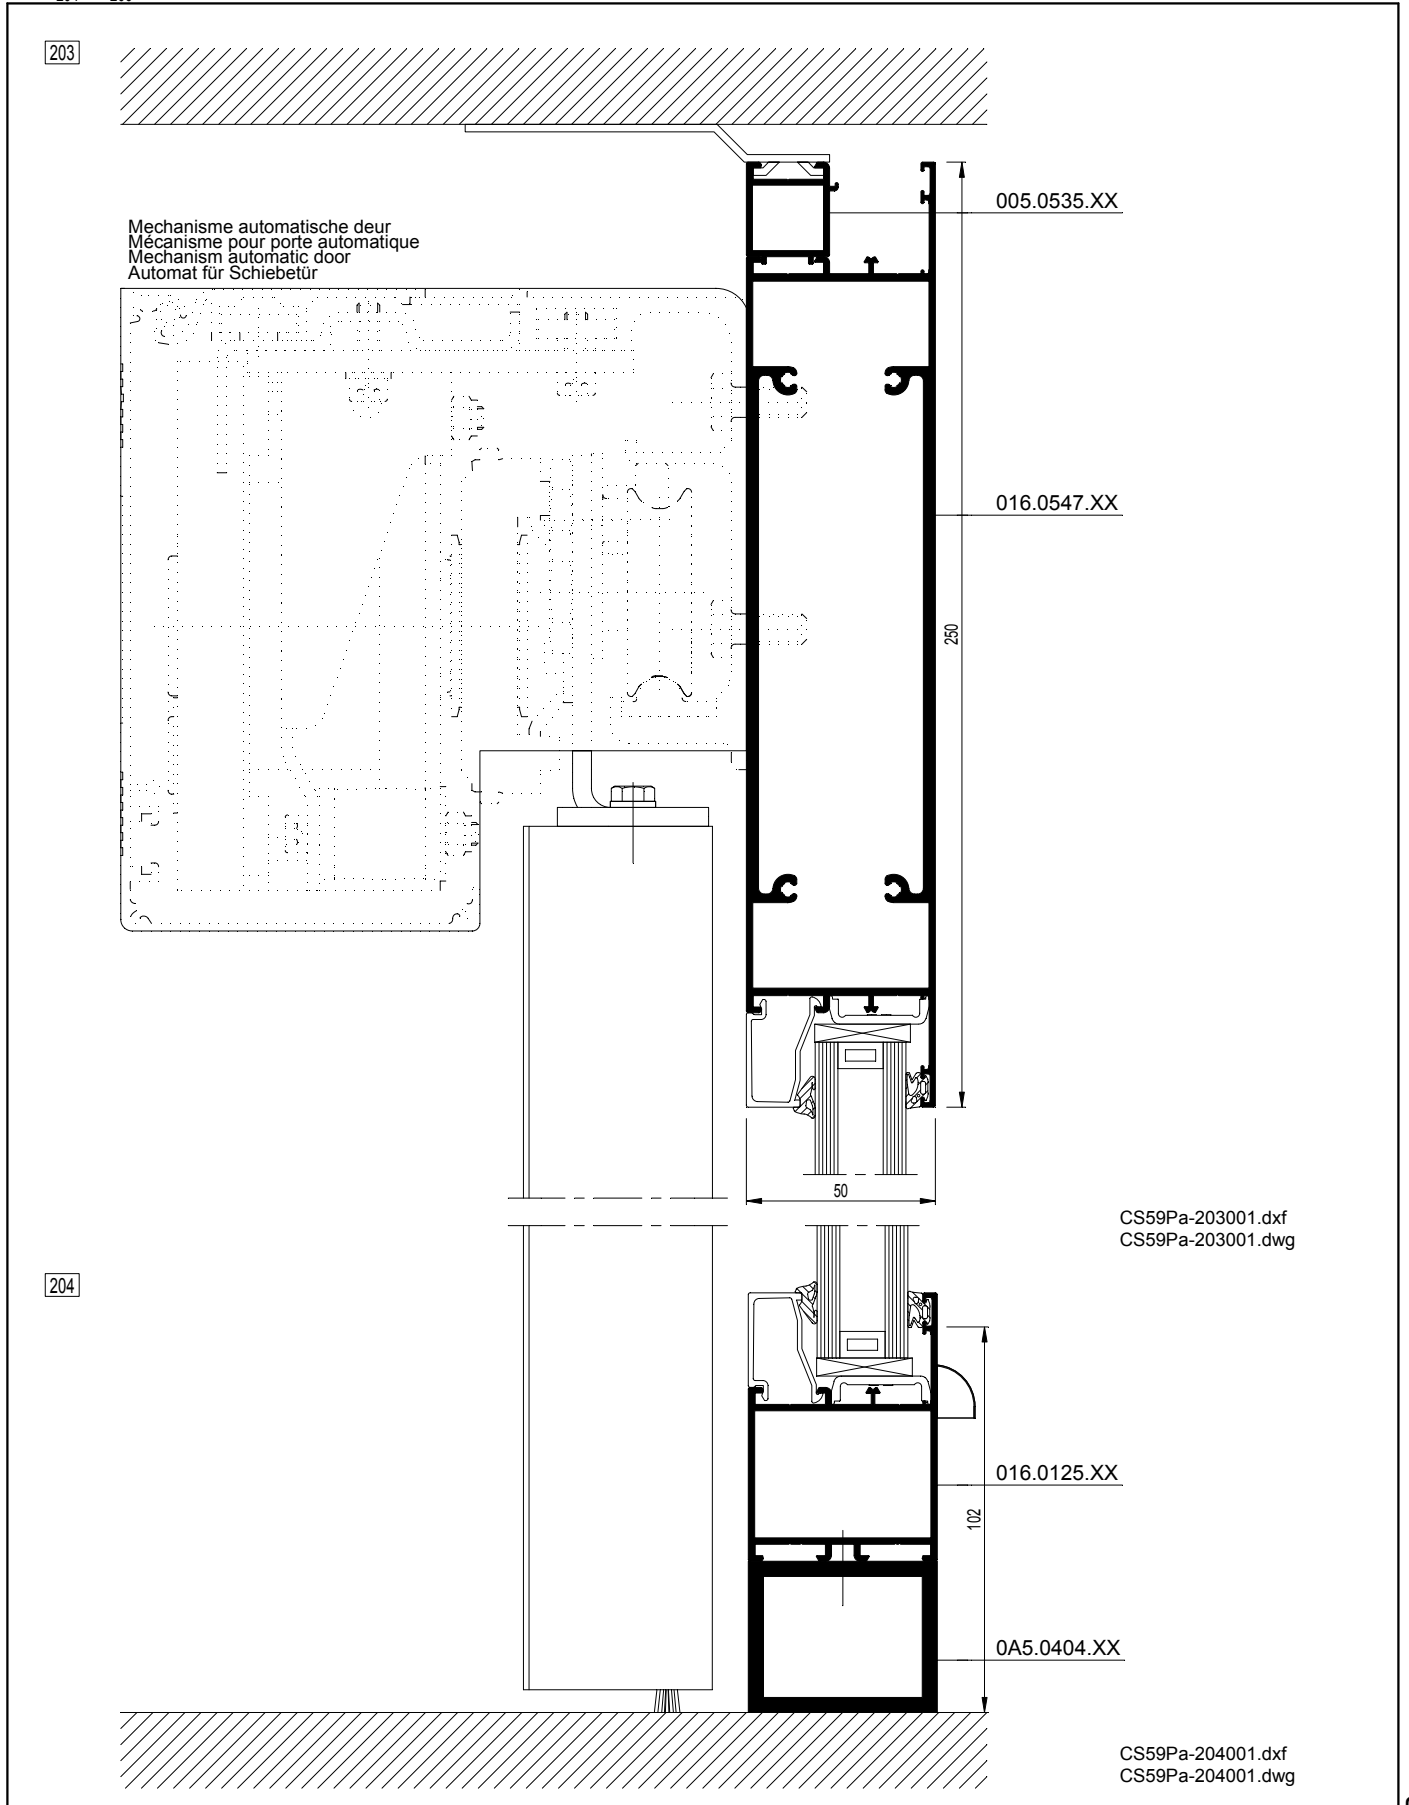 203
Mechanisme automatische deur
Mécanisme pour porte automatique
Mechanism automatic door
Automat für Schiebetür
005.0535.XX
016.0547.XX
250
50
CS59Pa-203001.dxf
CS59Pa-203001.dwg
204
016.0125.XX
102
0A5.0404.XX
CS59Pa-204001.dxf
CS59Pa-204001.dwg